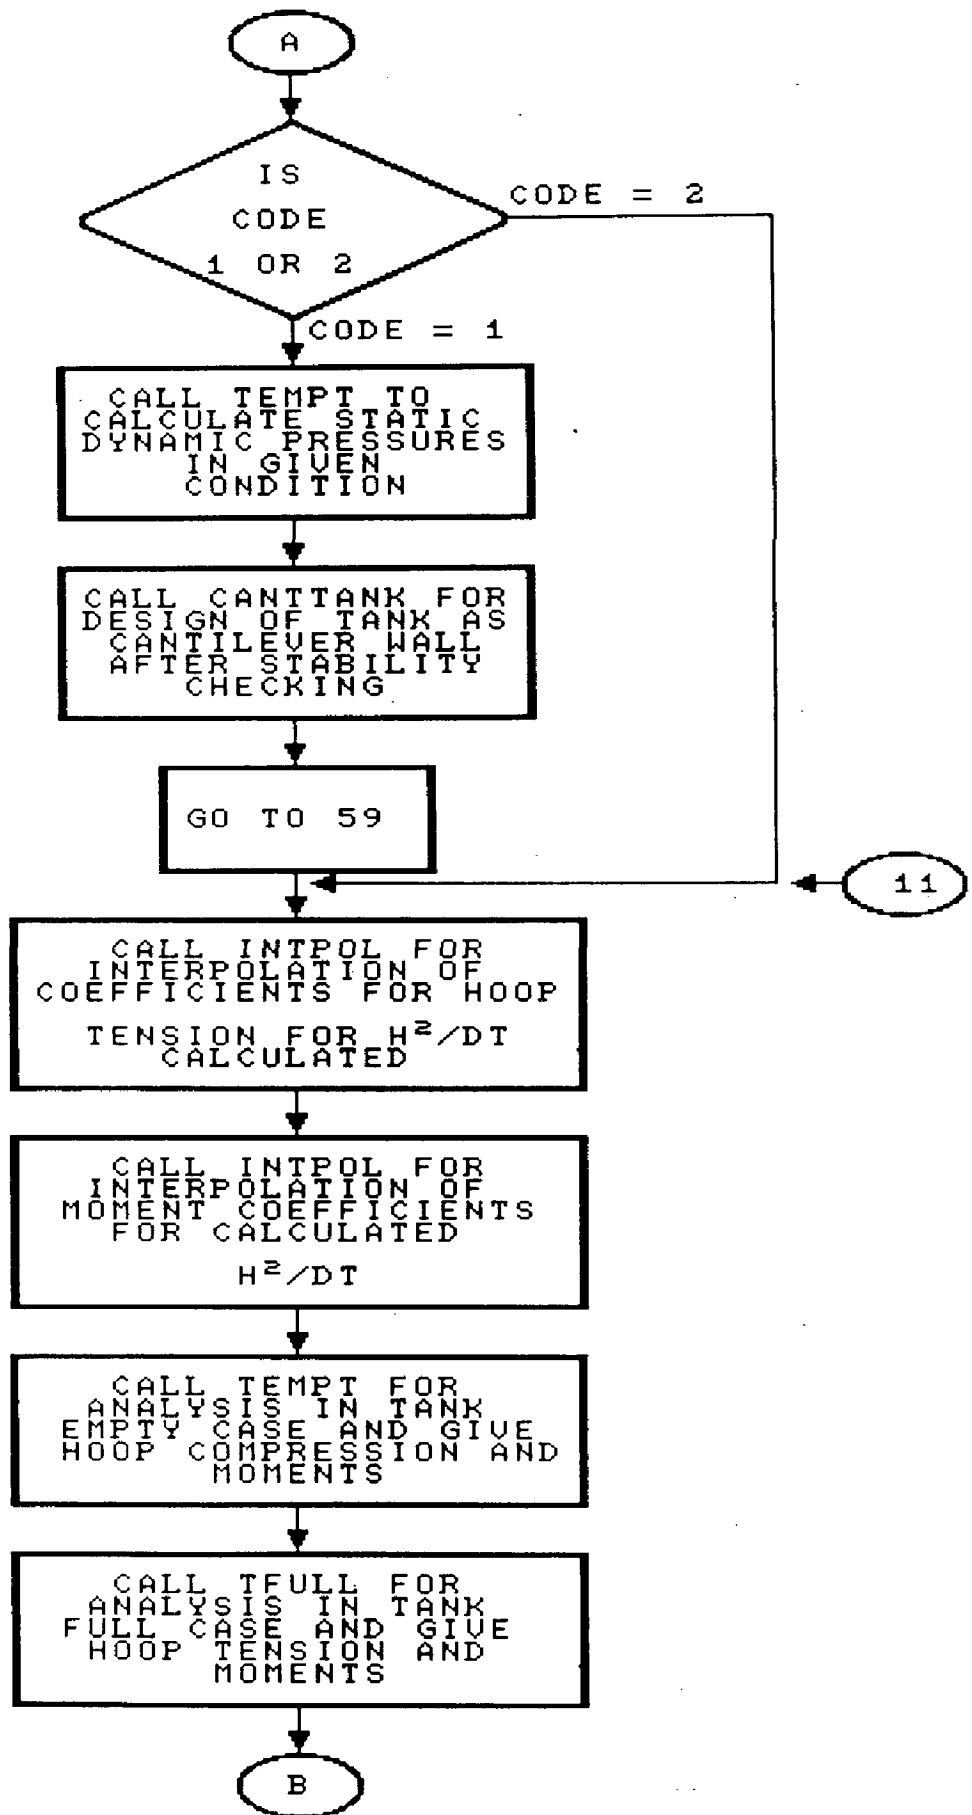 A
IS
CODE
1 OR 2
CODE = 2
CODE = 1
CALL TEMPT TO
CALCULATE STATIC
DYNAMIC PRESSURES
IN GIVEN
CONDITION
CALL CANTTANK FOR
DESIGN OF TANK AS
CANTILEVER WALL
AFTER STABILITY
CHECKING
GO TO 59
11
CALL INTPOL FOR
INTERPOLATION OF
COEFFICIENTS FOR HOOP
TENSION FOR H²/DT
CALCULATED
CALL INTPOL FOR
INTERPOLATION OF
MOMENT COEFFICIENTS
FOR CALCULATED
H²/DT
CALL TEMPT FOR
ANALYSIS IN TANK
EMPTY CASE AND GIVE
HOOP COMPRESSION AND
MOMENTS
CALL TFULL FOR
ANALYSIS IN TANK
FULL CASE AND GIVE
HOOP TENSION AND
MOMENTS
B